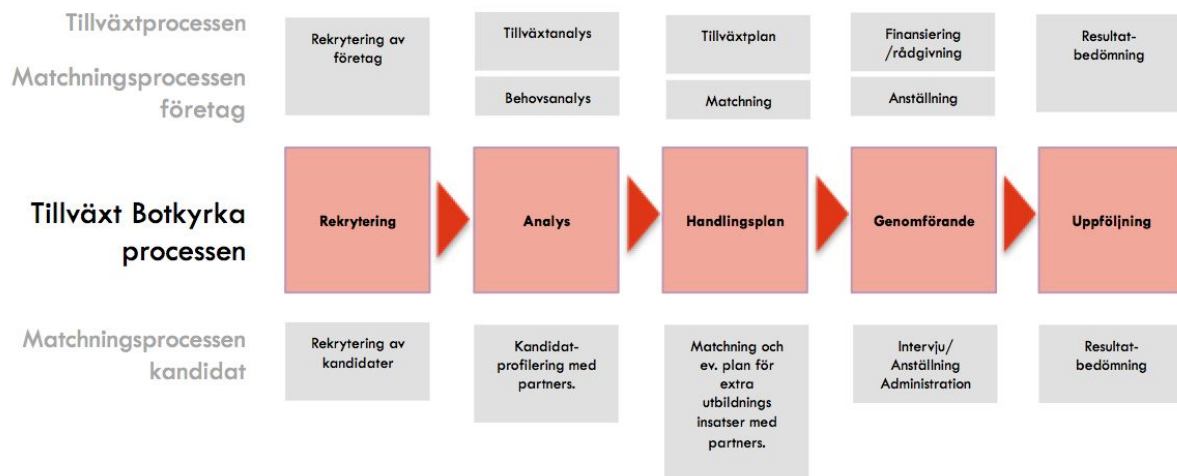 Tillväxtprocessen
Matchningsprocessen
företag
Rekrytering av
företag
Tillväxtanalys
Behovsanalys
Tillväxtplan
Matchning
Finansiering
/rådgivning
Anställning
Resultat-
bedömning
Tillväxt Botkyrka
processen
Rekrytering
Analys
Handlingsplan
Genomförande
Uppföljning
Matchningsprocessen
kandidat
Rekrytering av
kandidater
Kandidat-
profilering med
partners.
Matchning och
ev. plan för
extra
utbildnings
insatser med
partners.
Intervju/
Anställning
Administration
Resultat-
bedömning